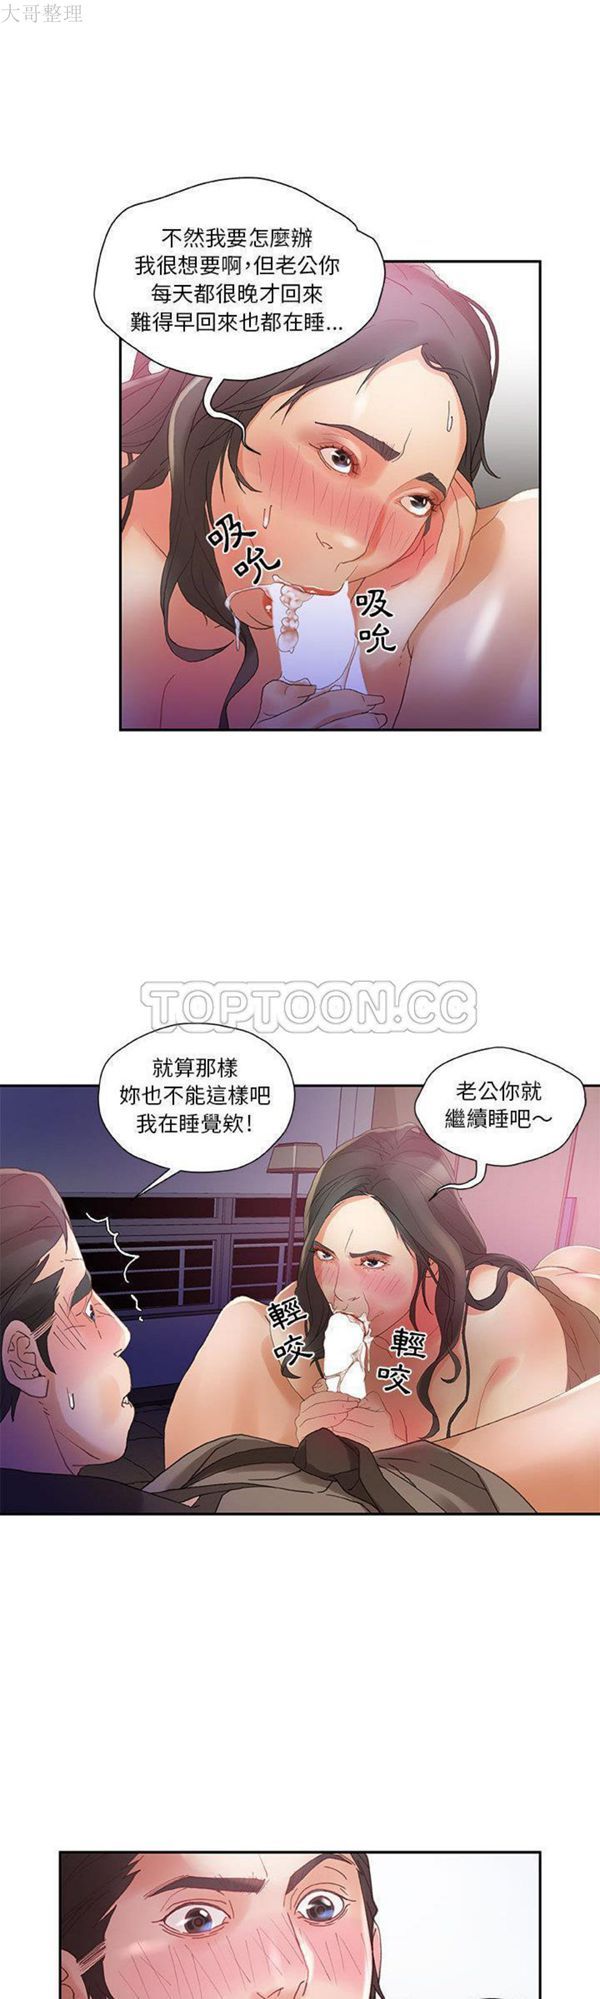 大哥整理
不然我要怎麼辦
我很想要啊，但老公你
每天都很晚才回來
難得早回來也都在睡...
吸吮
吸吮
TOPTOON.CC
就算那樣
妳也不能這樣吧
我在睡覺欸！
老公你就
繼續睡吧～
輕咬
輕咬